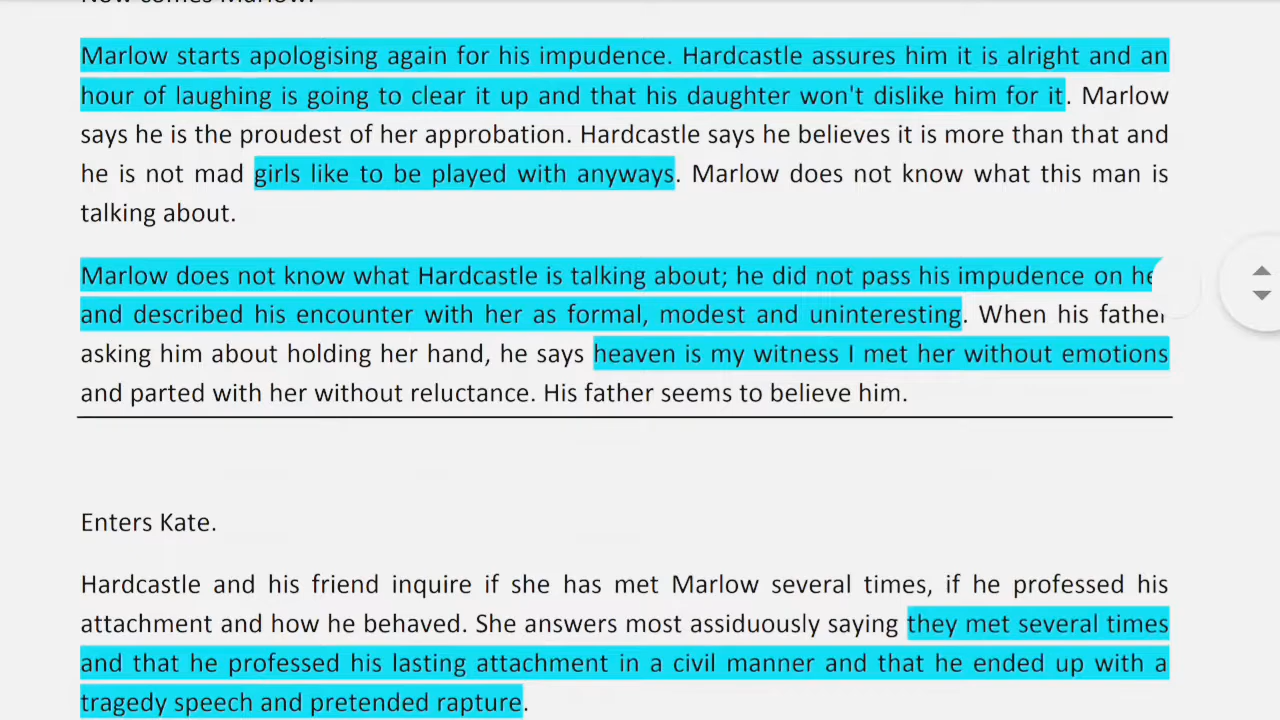 Now comes Marlow.
Marlow starts apologising again for his impudence. Hardcastle assures him it is alright and an
hour of laughing is going to clear it up and that his daughter won't dislike him for it. Marlow
says he is the proudest of her approbation. Hardcastle says he believes it is more than that and
he is not mad girls like to be played with anyways. Marlow does not know what this man is
talking about.
Marlow does not know what Hardcastle is talking about; he did not pass his impudence on he
and described his encounter with her as formal, modest and uninteresting. When his father
asking him about holding her hand, he says heaven is my witness I met her without emotions
and parted with her without reluctance. His father seems to believe him.
Enters Kate.
Hardcastle and his friend inquire if she has met Marlow several times, if he professed his
attachment and how he behaved. She answers most assiduously saying they met several times
and that he professed his lasting attachment in a civil manner and that he ended up with a
tragedy speech and pretended rapture.